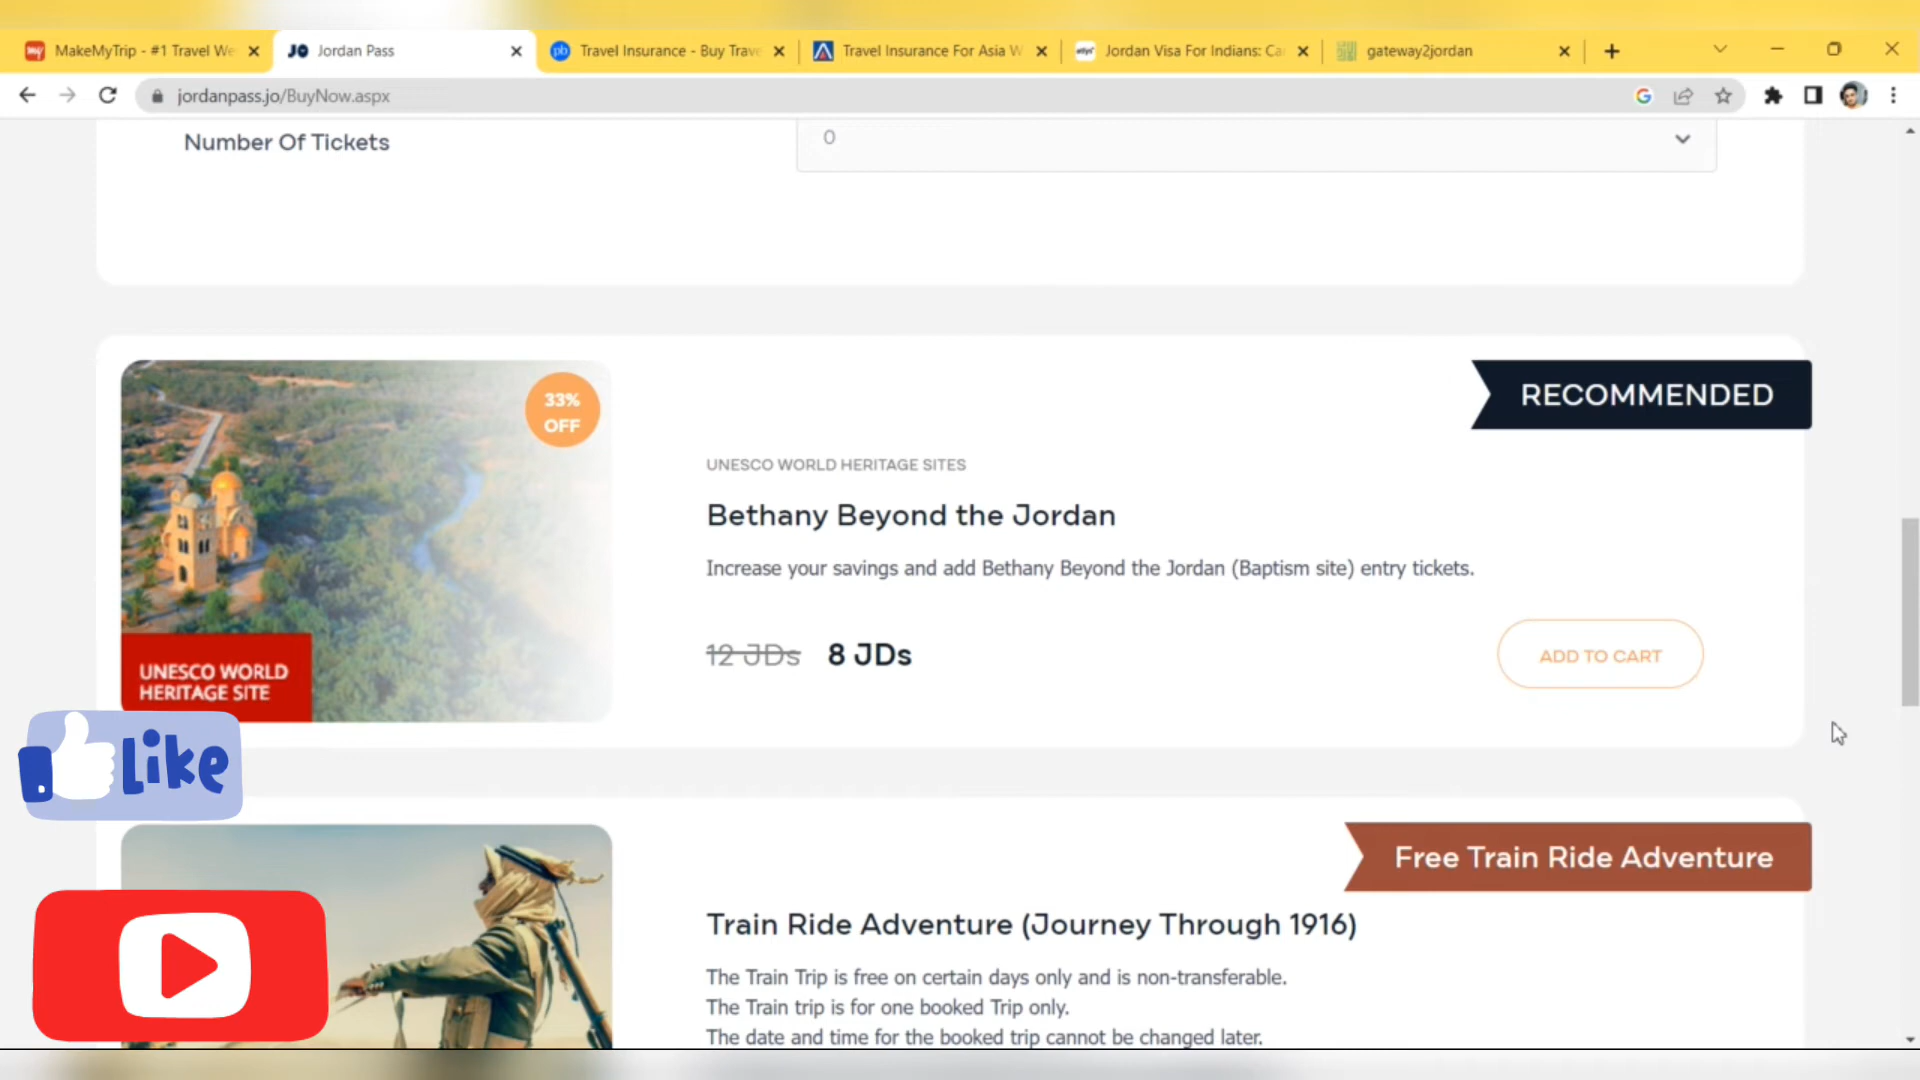 MakeMyTrip - #1 Travel We
JO Jordan Pass
pb Travel Insurance - Buy Trave
Travel Insurance For Asia W
Jordan Visa For Indians: Ca
gateway2jordan
jordanpass.jo/BuyNow.aspx
Number Of Tickets
0
33%
OFF
RECOMMENDED
UNESCO WORLD HERITAGE SITES
Bethany Beyond the Jordan
Increase your savings and add Bethany Beyond the Jordan (Baptism site) entry tickets.
12 JDs 8 JDs
ADD TO CART
UNESCO WORLD
HERITAGE SITE
Like
Free Train Ride Adventure
Train Ride Adventure (Journey Through 1916)
The Train Trip is free on certain days only and is non-transferable.
The Train trip is for one booked Trip only.
The date and time for the booked trip cannot be changed later.